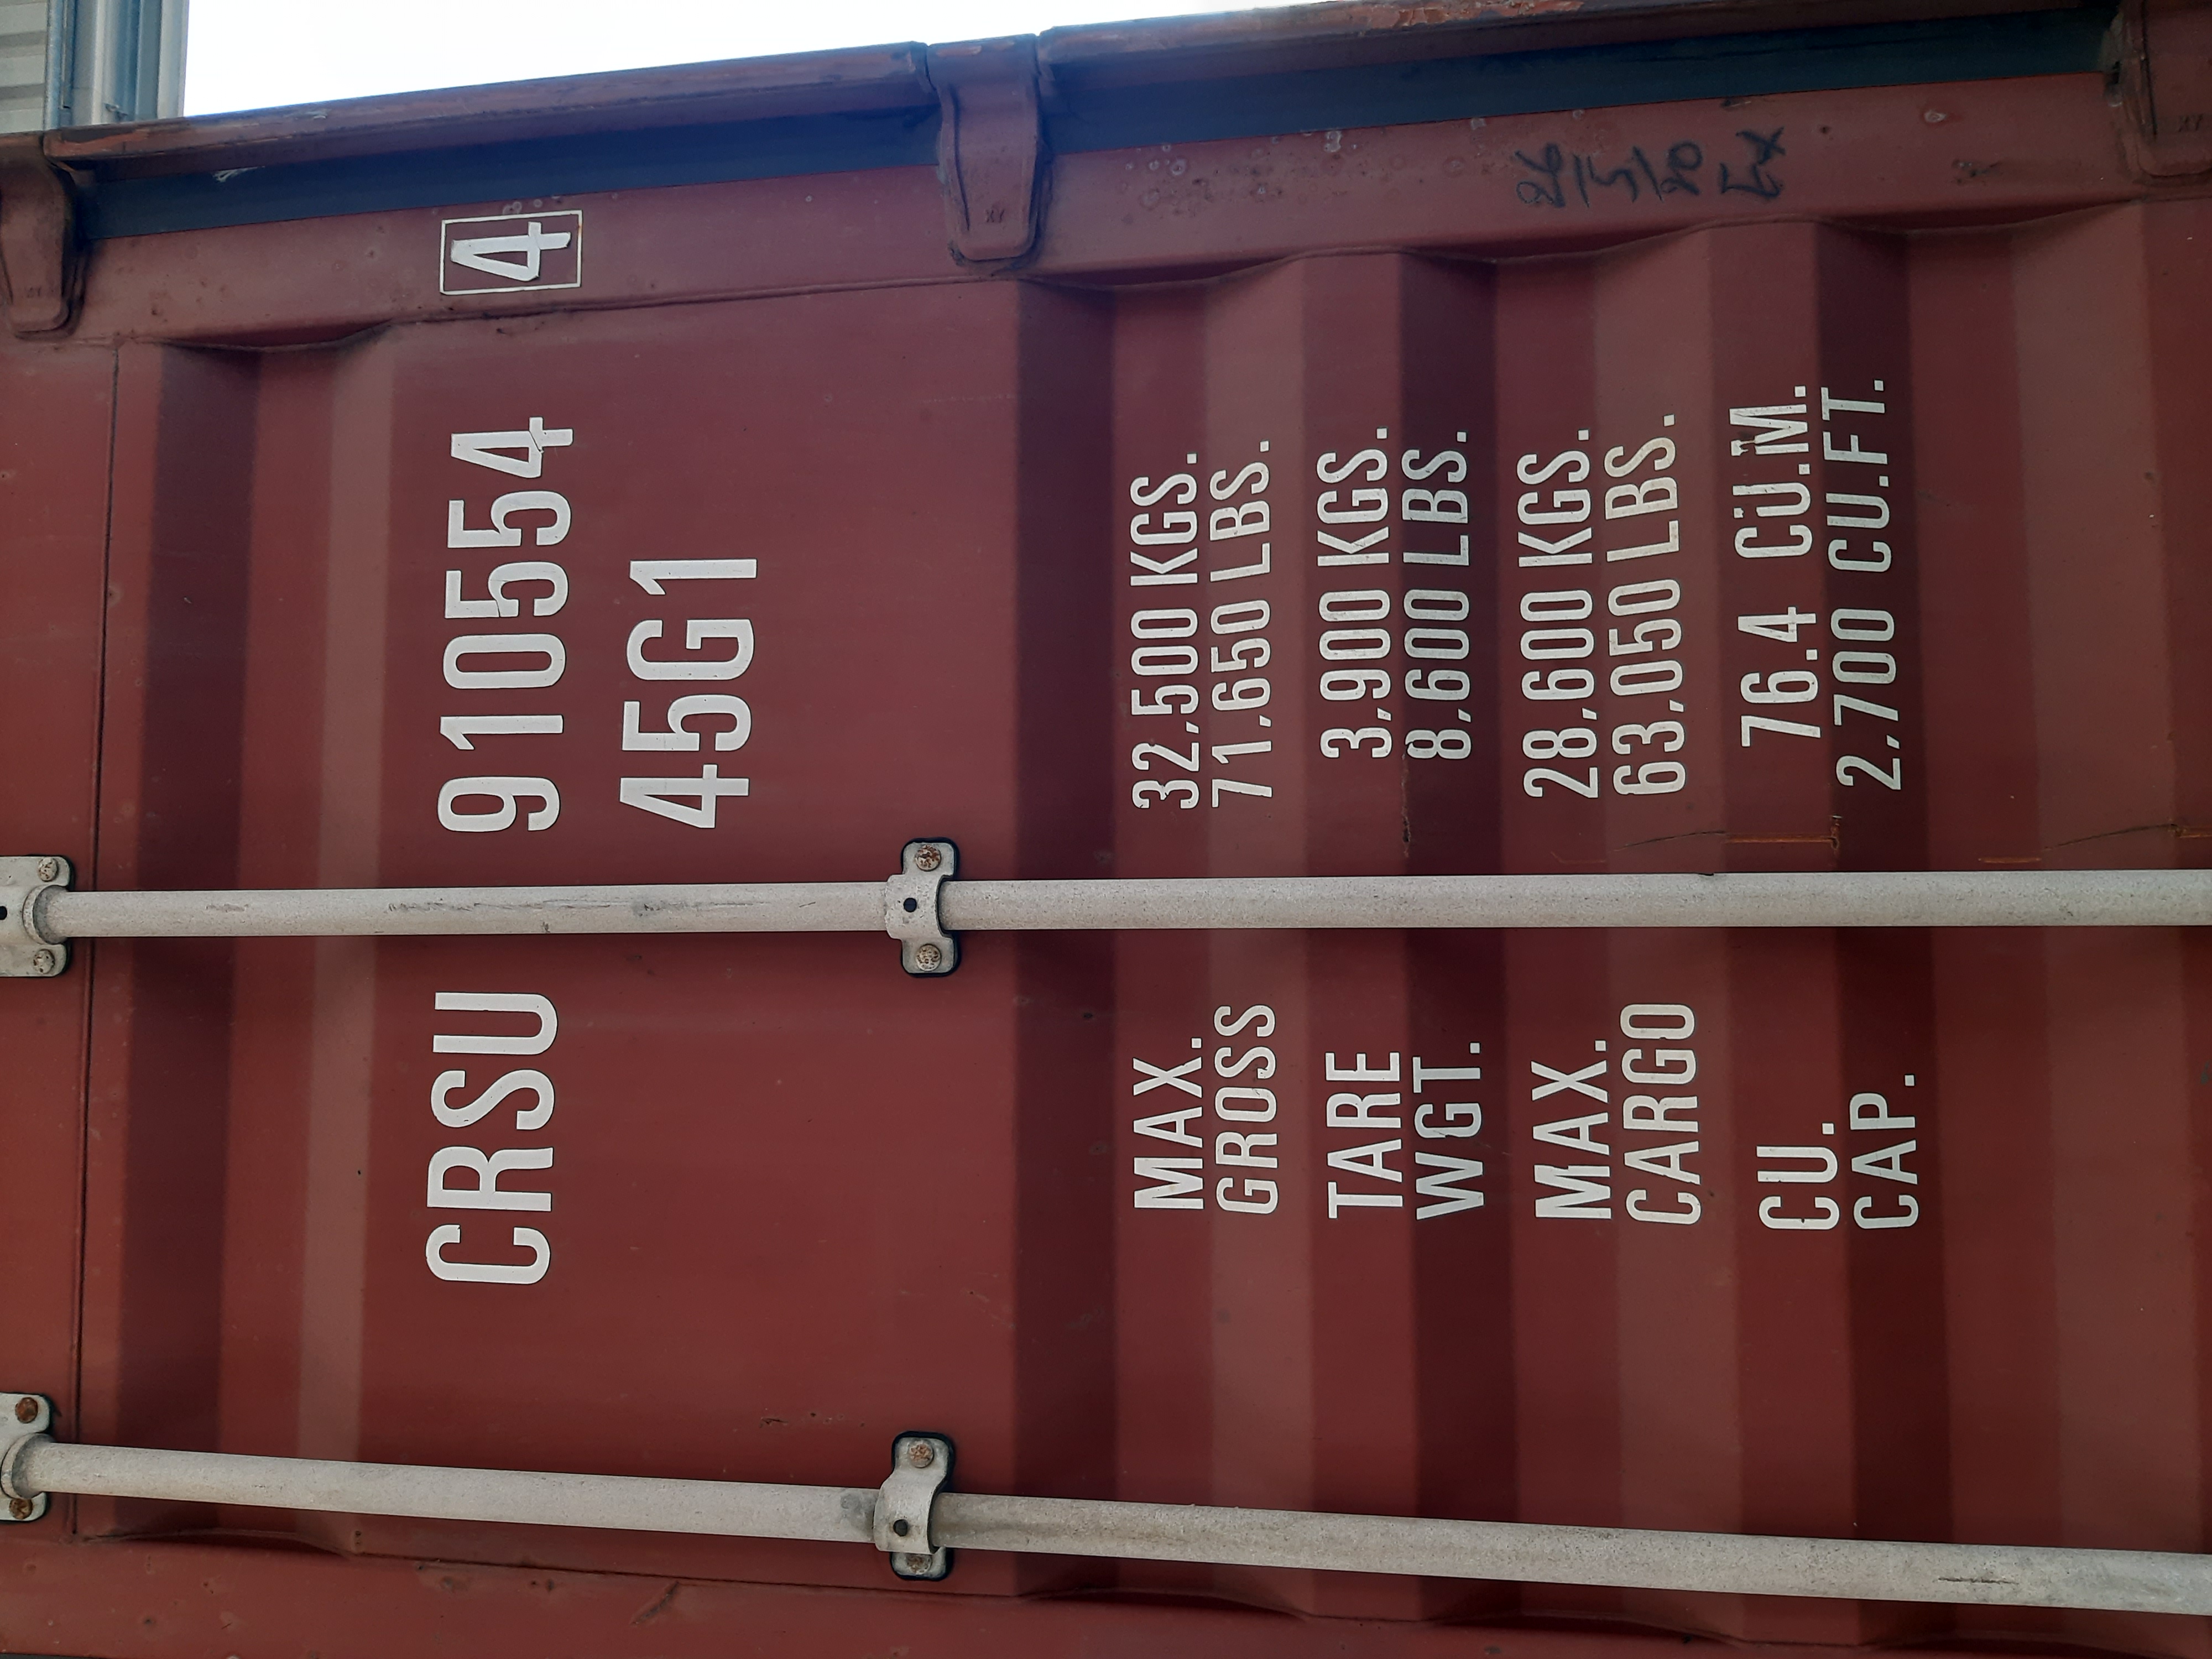 CRSU 910554 4
45G1
MAX. 32,500 KGS.
GROSS 71,650 LBS.
TARE 3,900 KGS.
WGT. 8,600 LBS.
MAX. 28,600 KGS.
CARGO 63,050 LBS.
CU. 76.4 CU.M.
CAP. 2,700 CU.FT.